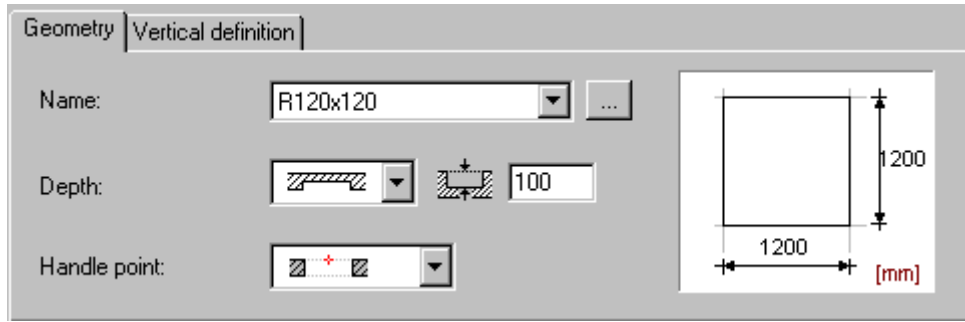 Geometry Vertical definition
Name: R120x120 ...
Depth: 100
Handle point:
1200
1200
[mm]